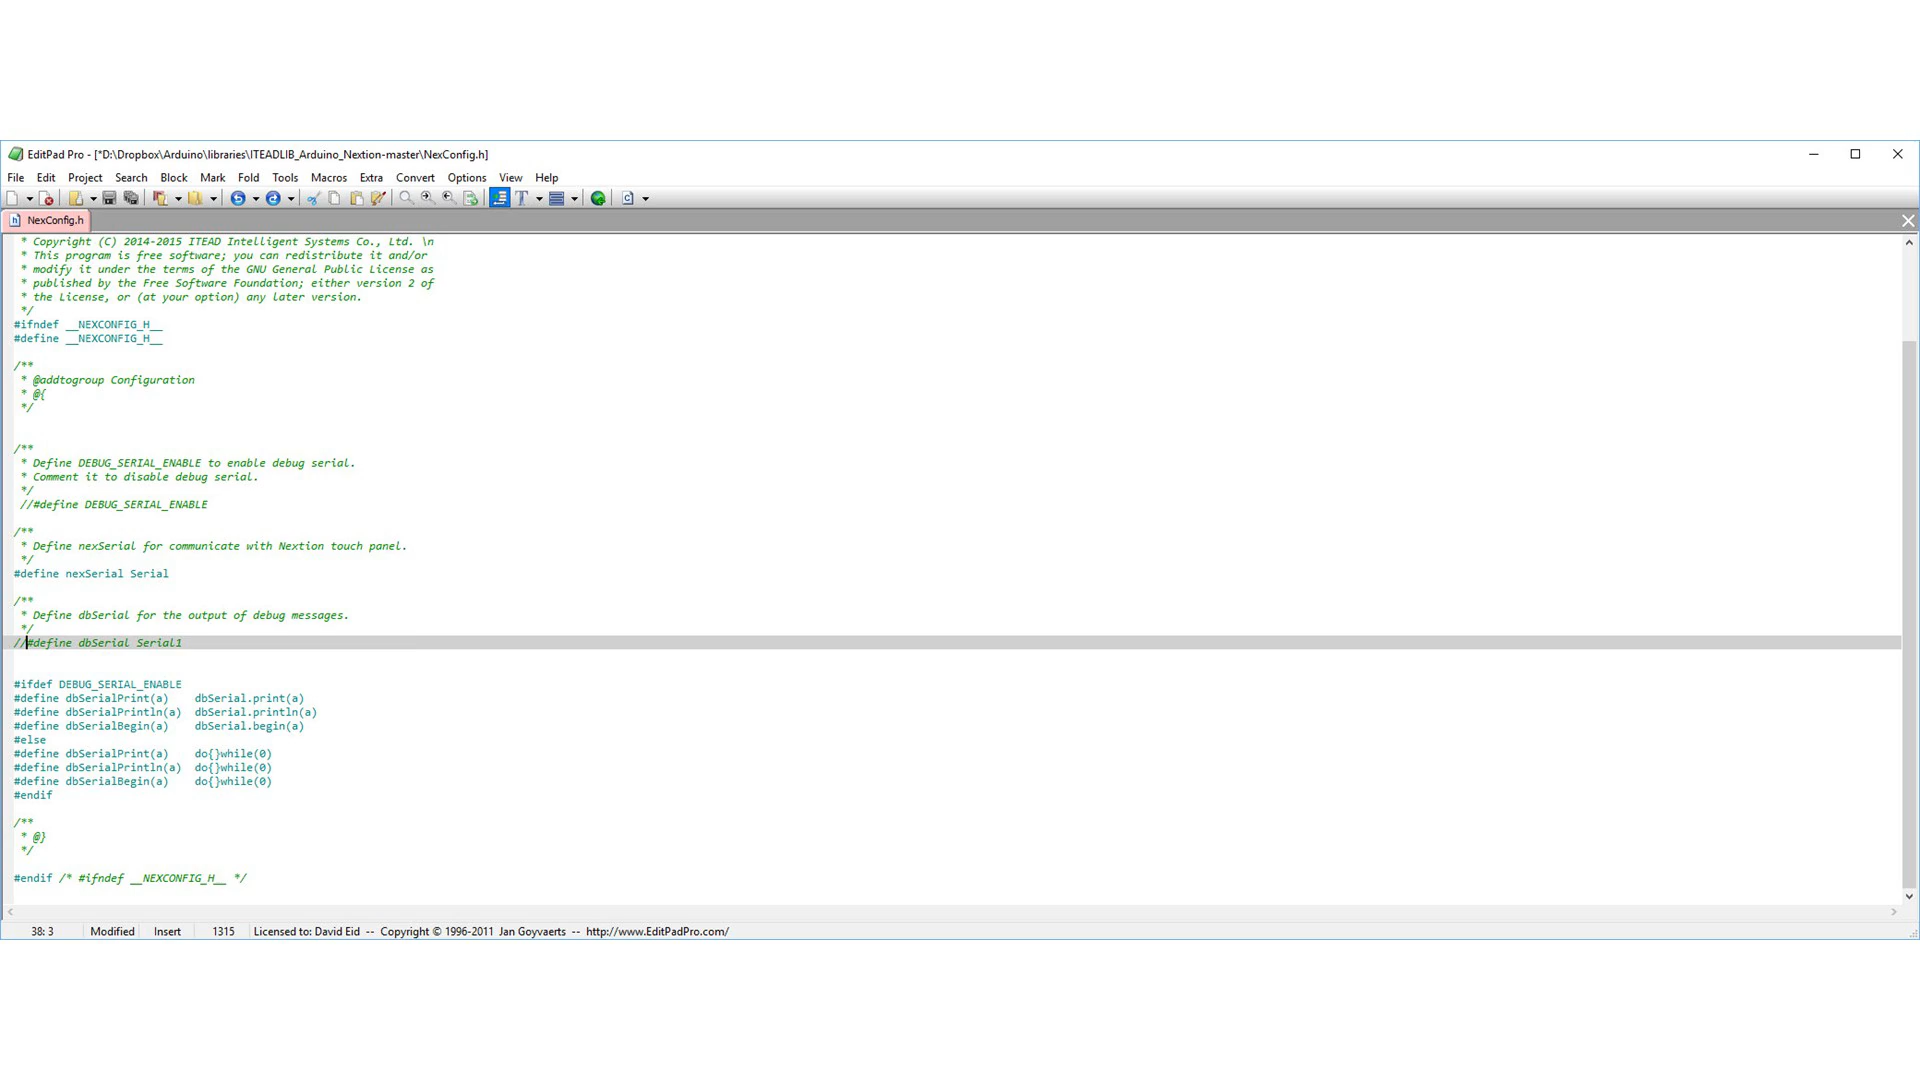 EditPad Pro - [*D:\Dropbox\Arduino\libraries\ITEADLIB_Arduino_Nextion-master\NexConfig.h]
File Edit Project Search Block Mark Fold Tools Macros Extra Convert Options View Help
NexConfig.h
 * Copyright (C) 2014-2015 ITEAD Intelligent Systems Co., Ltd. \n
 * This program is free software; you can redistribute it and/or
 * modify it under the terms of the GNU General Public License as
 * published by the Free Software Foundation; either version 2 of
 * the License, or (at your option) any later version.
 */
#ifndef __NEXCONFIG_H__
#define __NEXCONFIG_H__
/**
 * @addtogroup Configuration
 * @{
 */
/**
 * Define DEBUG_SERIAL_ENABLE to enable debug serial.
 * Comment it to disable debug serial.
 */
 //#define DEBUG_SERIAL_ENABLE
/**
 * Define nexSerial for communicate with Nextion touch panel.
 */
#define nexSerial Serial
/**
 * Define dbSerial for the output of debug messages.
 */
//#define dbSerial Serial1
#ifdef DEBUG_SERIAL_ENABLE
#define dbSerialPrint(a)    dbSerial.print(a)
#define dbSerialPrintln(a)  dbSerial.println(a)
#define dbSerialBegin(a)    dbSerial.begin(a)
#else
#define dbSerialPrint(a)    do{}while(0)
#define dbSerialPrintln(a)  do{}while(0)
#define dbSerialBegin(a)    do{}while(0)
#endif
/**
 * @}
 */
#endif /* #ifndef __NEXCONFIG_H__ */
38: 3 Modified Insert 1315 Licensed to: David Eid -- Copyright © 1996-2011 Jan Goyvaerts -- http://www.EditPadPro.com/